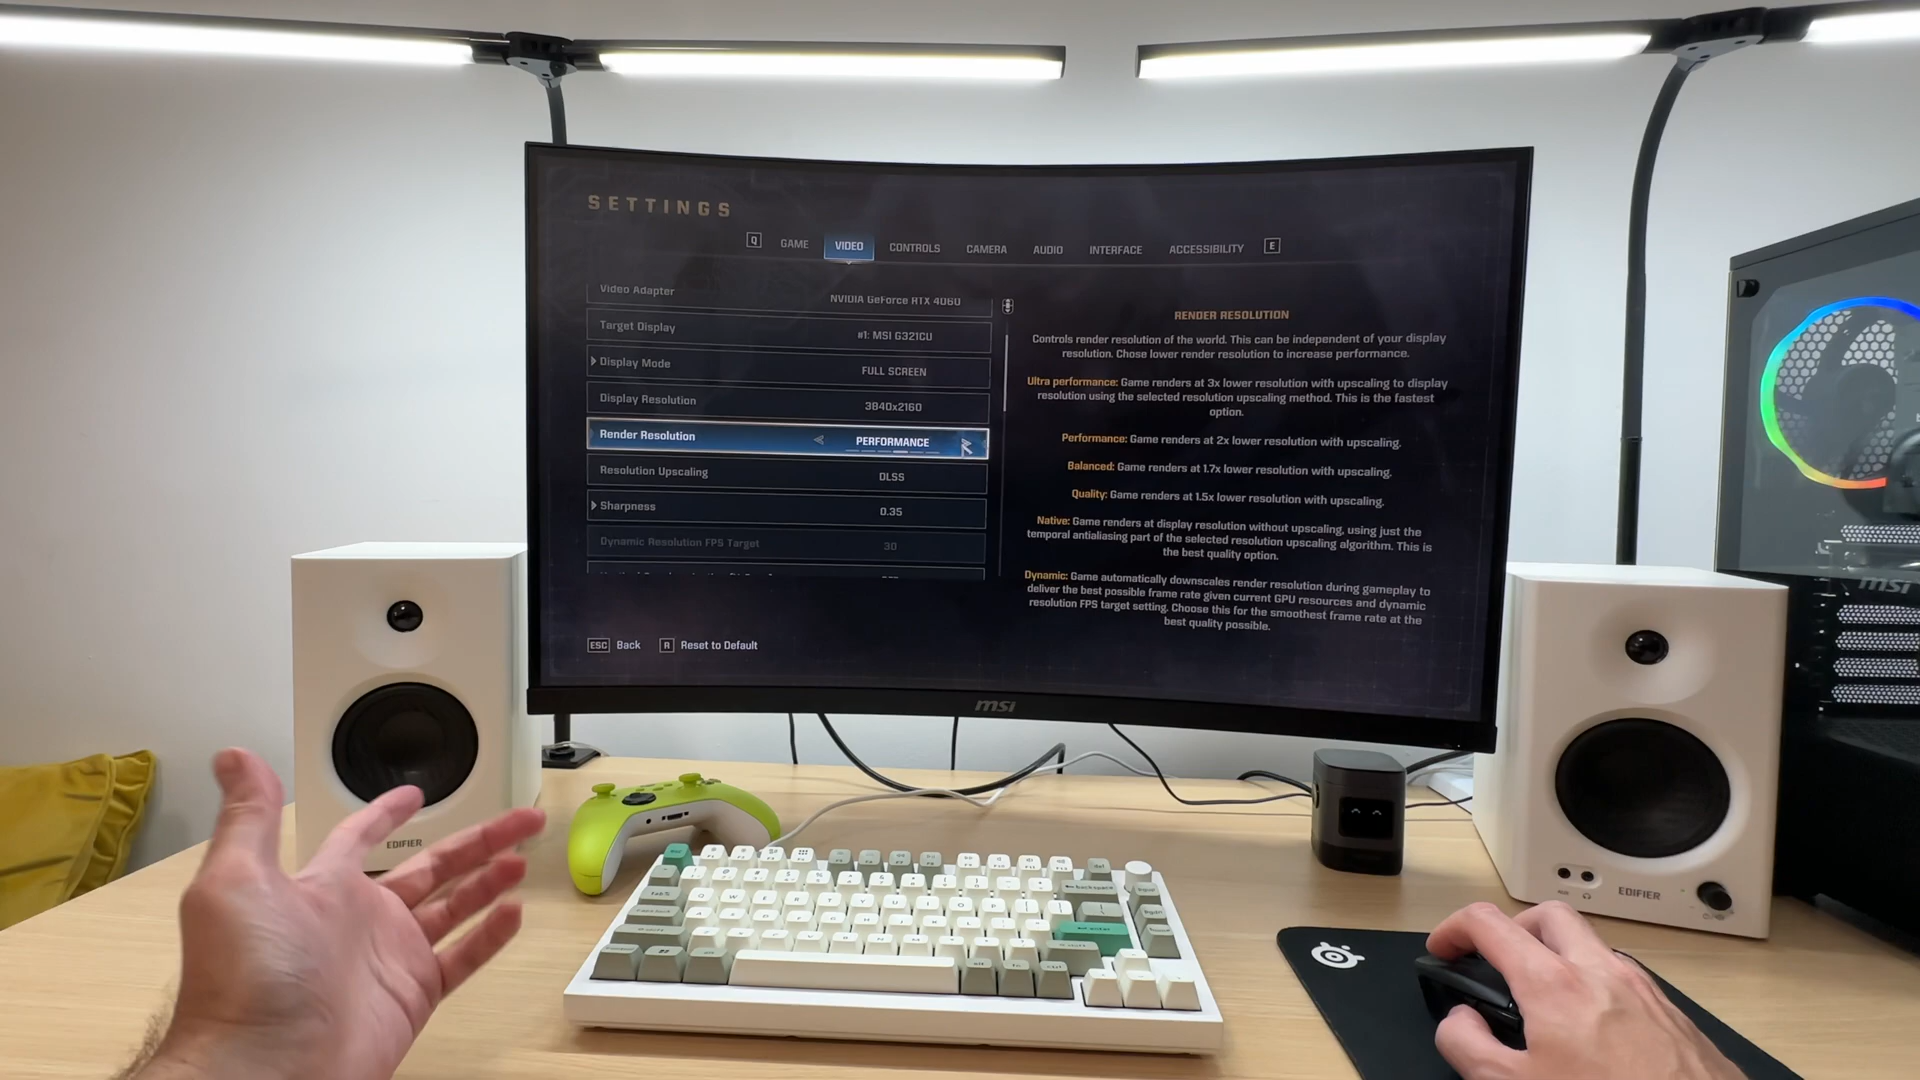 SETTINGS
Q GAME VIDEO CONTROLS CAMERA AUDIO INTERFACE ACCESSIBILITY E
Video Adapter NVIDIA GeForce RTX 4060
Target Display #1: MSI G321CU
Display Mode FULL SCREEN
Display Resolution 3840x2160
Render Resolution PERFORMANCE
Resolution Upscaling DLSS
Sharpness 0.35
Dynamic Resolution FPS Target 30
ESC Back R Reset to Default
RENDER RESOLUTION
Controls render resolution of the world. This can be independent of your display
resolution. Chose lower render resolution to increase performance.
Ultra performance: Game renders at 3x lower resolution with upscaling to display
resolution using the selected resolution upscaling method. This is the fastest
option.
Performance: Game renders at 2x lower resolution with upscaling.
Balanced: Game renders at 1.7x lower resolution with upscaling.
Quality: Game renders at 1.5x lower resolution with upscaling.
Native: Game renders at display resolution without upscaling, using just the
temporal antialiasing part of the selected resolution upscaling algorithm. This is
the best quality option.
Dynamic: Game automatically downscales render resolution during gameplay to
deliver the best possible frame rate given current GPU resources and dynamic
resolution FPS target setting. Choose this for the smoothest frame rate at the
best quality possible.
msi
msi
EDIFIER
EDIFIER
backspace
enter
Q W E R T Y U I O P